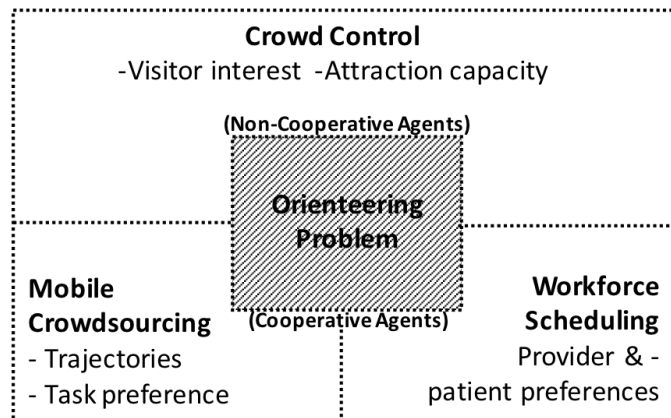 Crowd Control
-Visitor interest -Attraction capacity
(Non-Cooperative Agents)
Orienteering
Problem
(Cooperative Agents)
Mobile
Crowdsourcing
- Trajectories
- Task preference
Workforce
Scheduling
Provider & -
patient preferences